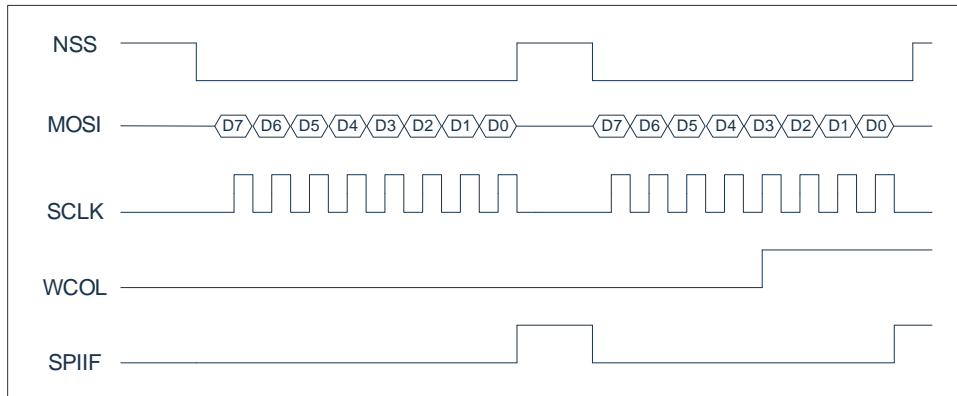 NSS
MOSI D7 D6 D5 D4 D3 D2 D1 D0 D7 D6 D5 D4 D3 D2 D1 D0
SCLK
WCOL
SPIIF